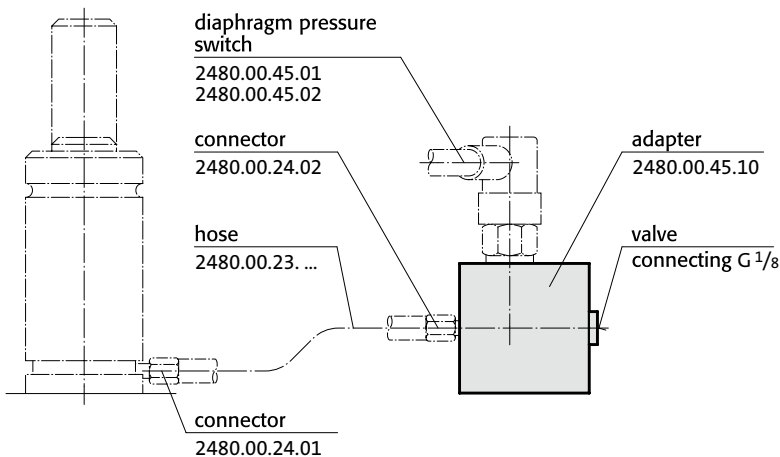 diaphragm pressure
switch
2480.00.45.01
2480.00.45.02
connector
2480.00.24.02
adapter
2480.00.45.10
hose
2480.00.23. ...
valve
connecting G 1/8
connector
2480.00.24.01